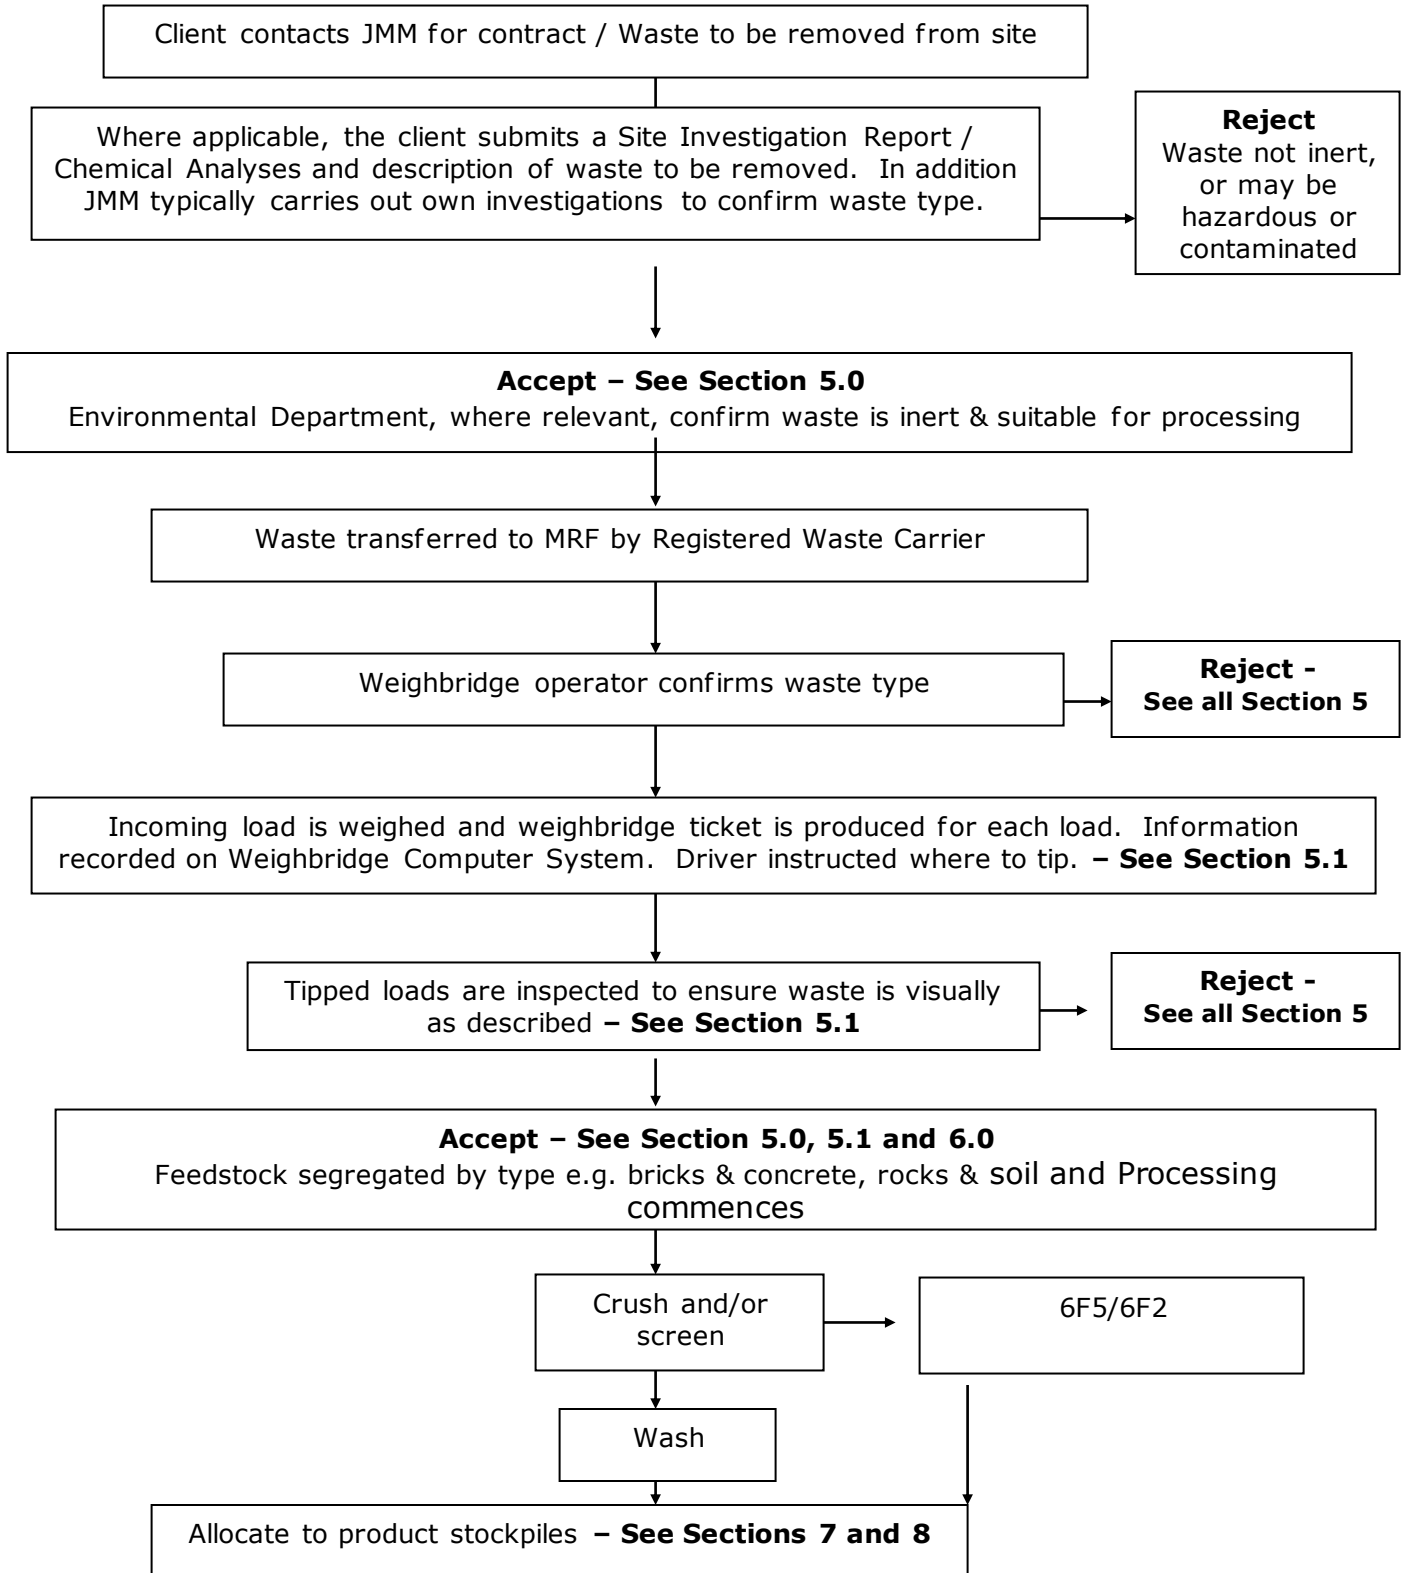 Client contacts JMM for contract / Waste to be removed from site
Where applicable, the client submits a Site Investigation Report /
Chemical Analyses and description of waste to be removed. In addition
JMM typically carries out own investigations to confirm waste type.
Reject
Waste not inert,
or may be
hazardous or
contaminated
Accept – See Section 5.0
Environmental Department, where relevant, confirm waste is inert & suitable for processing
Waste transferred to MRF by Registered Waste Carrier
Weighbridge operator confirms waste type
Reject -
See all Section 5
Incoming load is weighed and weighbridge ticket is produced for each load. Information
recorded on Weighbridge Computer System. Driver instructed where to tip. – See Section 5.1
Tipped loads are inspected to ensure waste is visually
as described – See Section 5.1
Reject -
See all Section 5
Accept – See Section 5.0, 5.1 and 6.0
Feedstock segregated by type e.g. bricks & concrete, rocks & soil and Processing
commences
Crush and/or
screen
6F5/6F2
Wash
Allocate to product stockpiles – See Sections 7 and 8